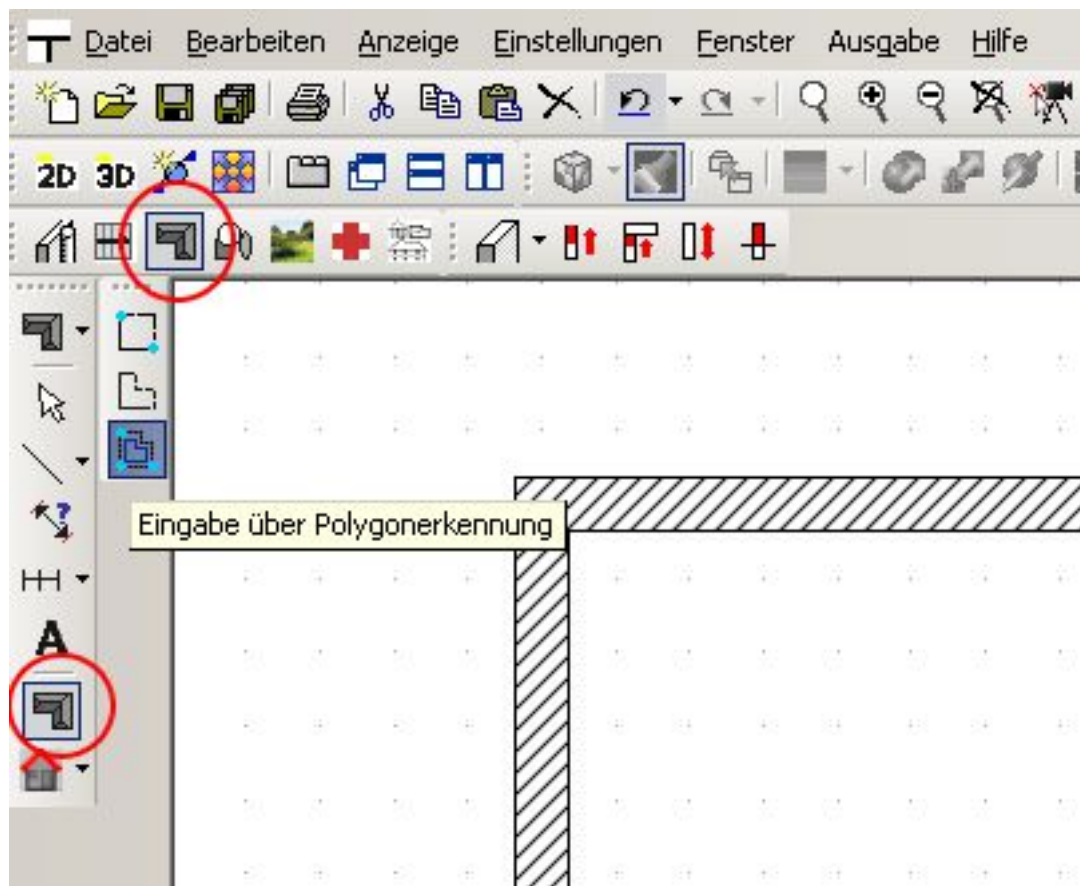 Datei Bearbeiten Anzeige Einstellungen Fenster Ausgabe Hilfe
2D 3D
?
Eingabe über Polygonerkennung
A